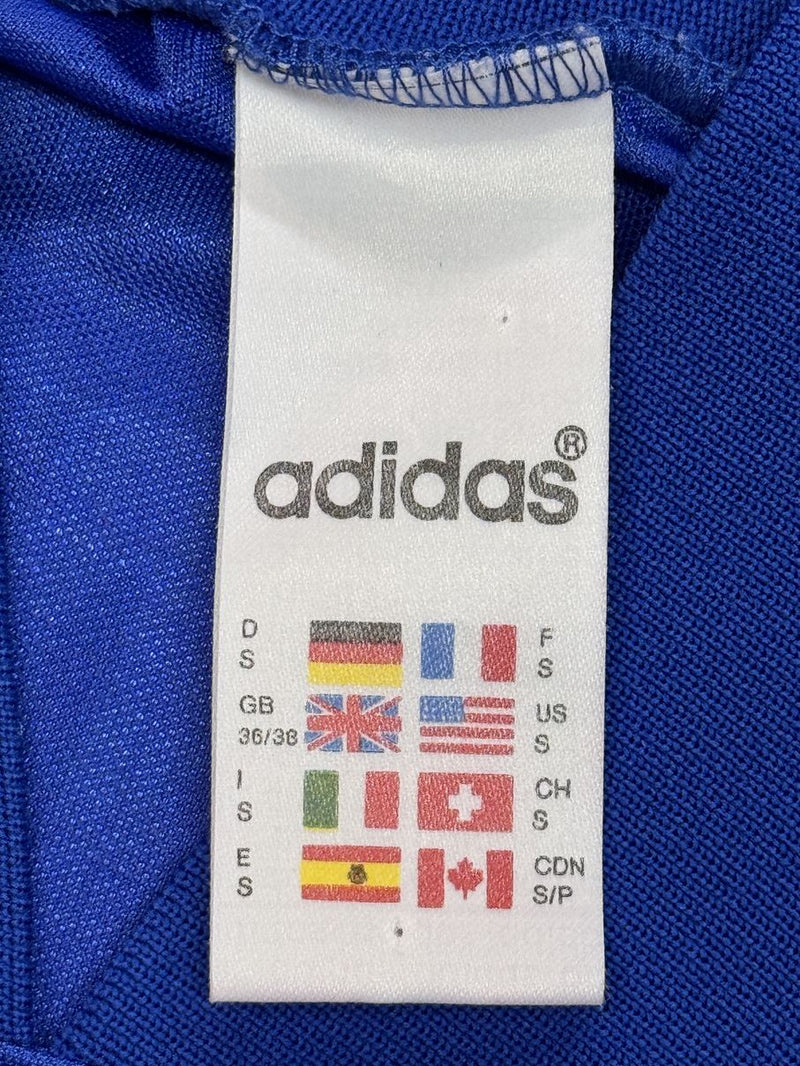 adidas®
D F
S S
GB US
36/38 S
I CH
S S
E CDN
S S/P